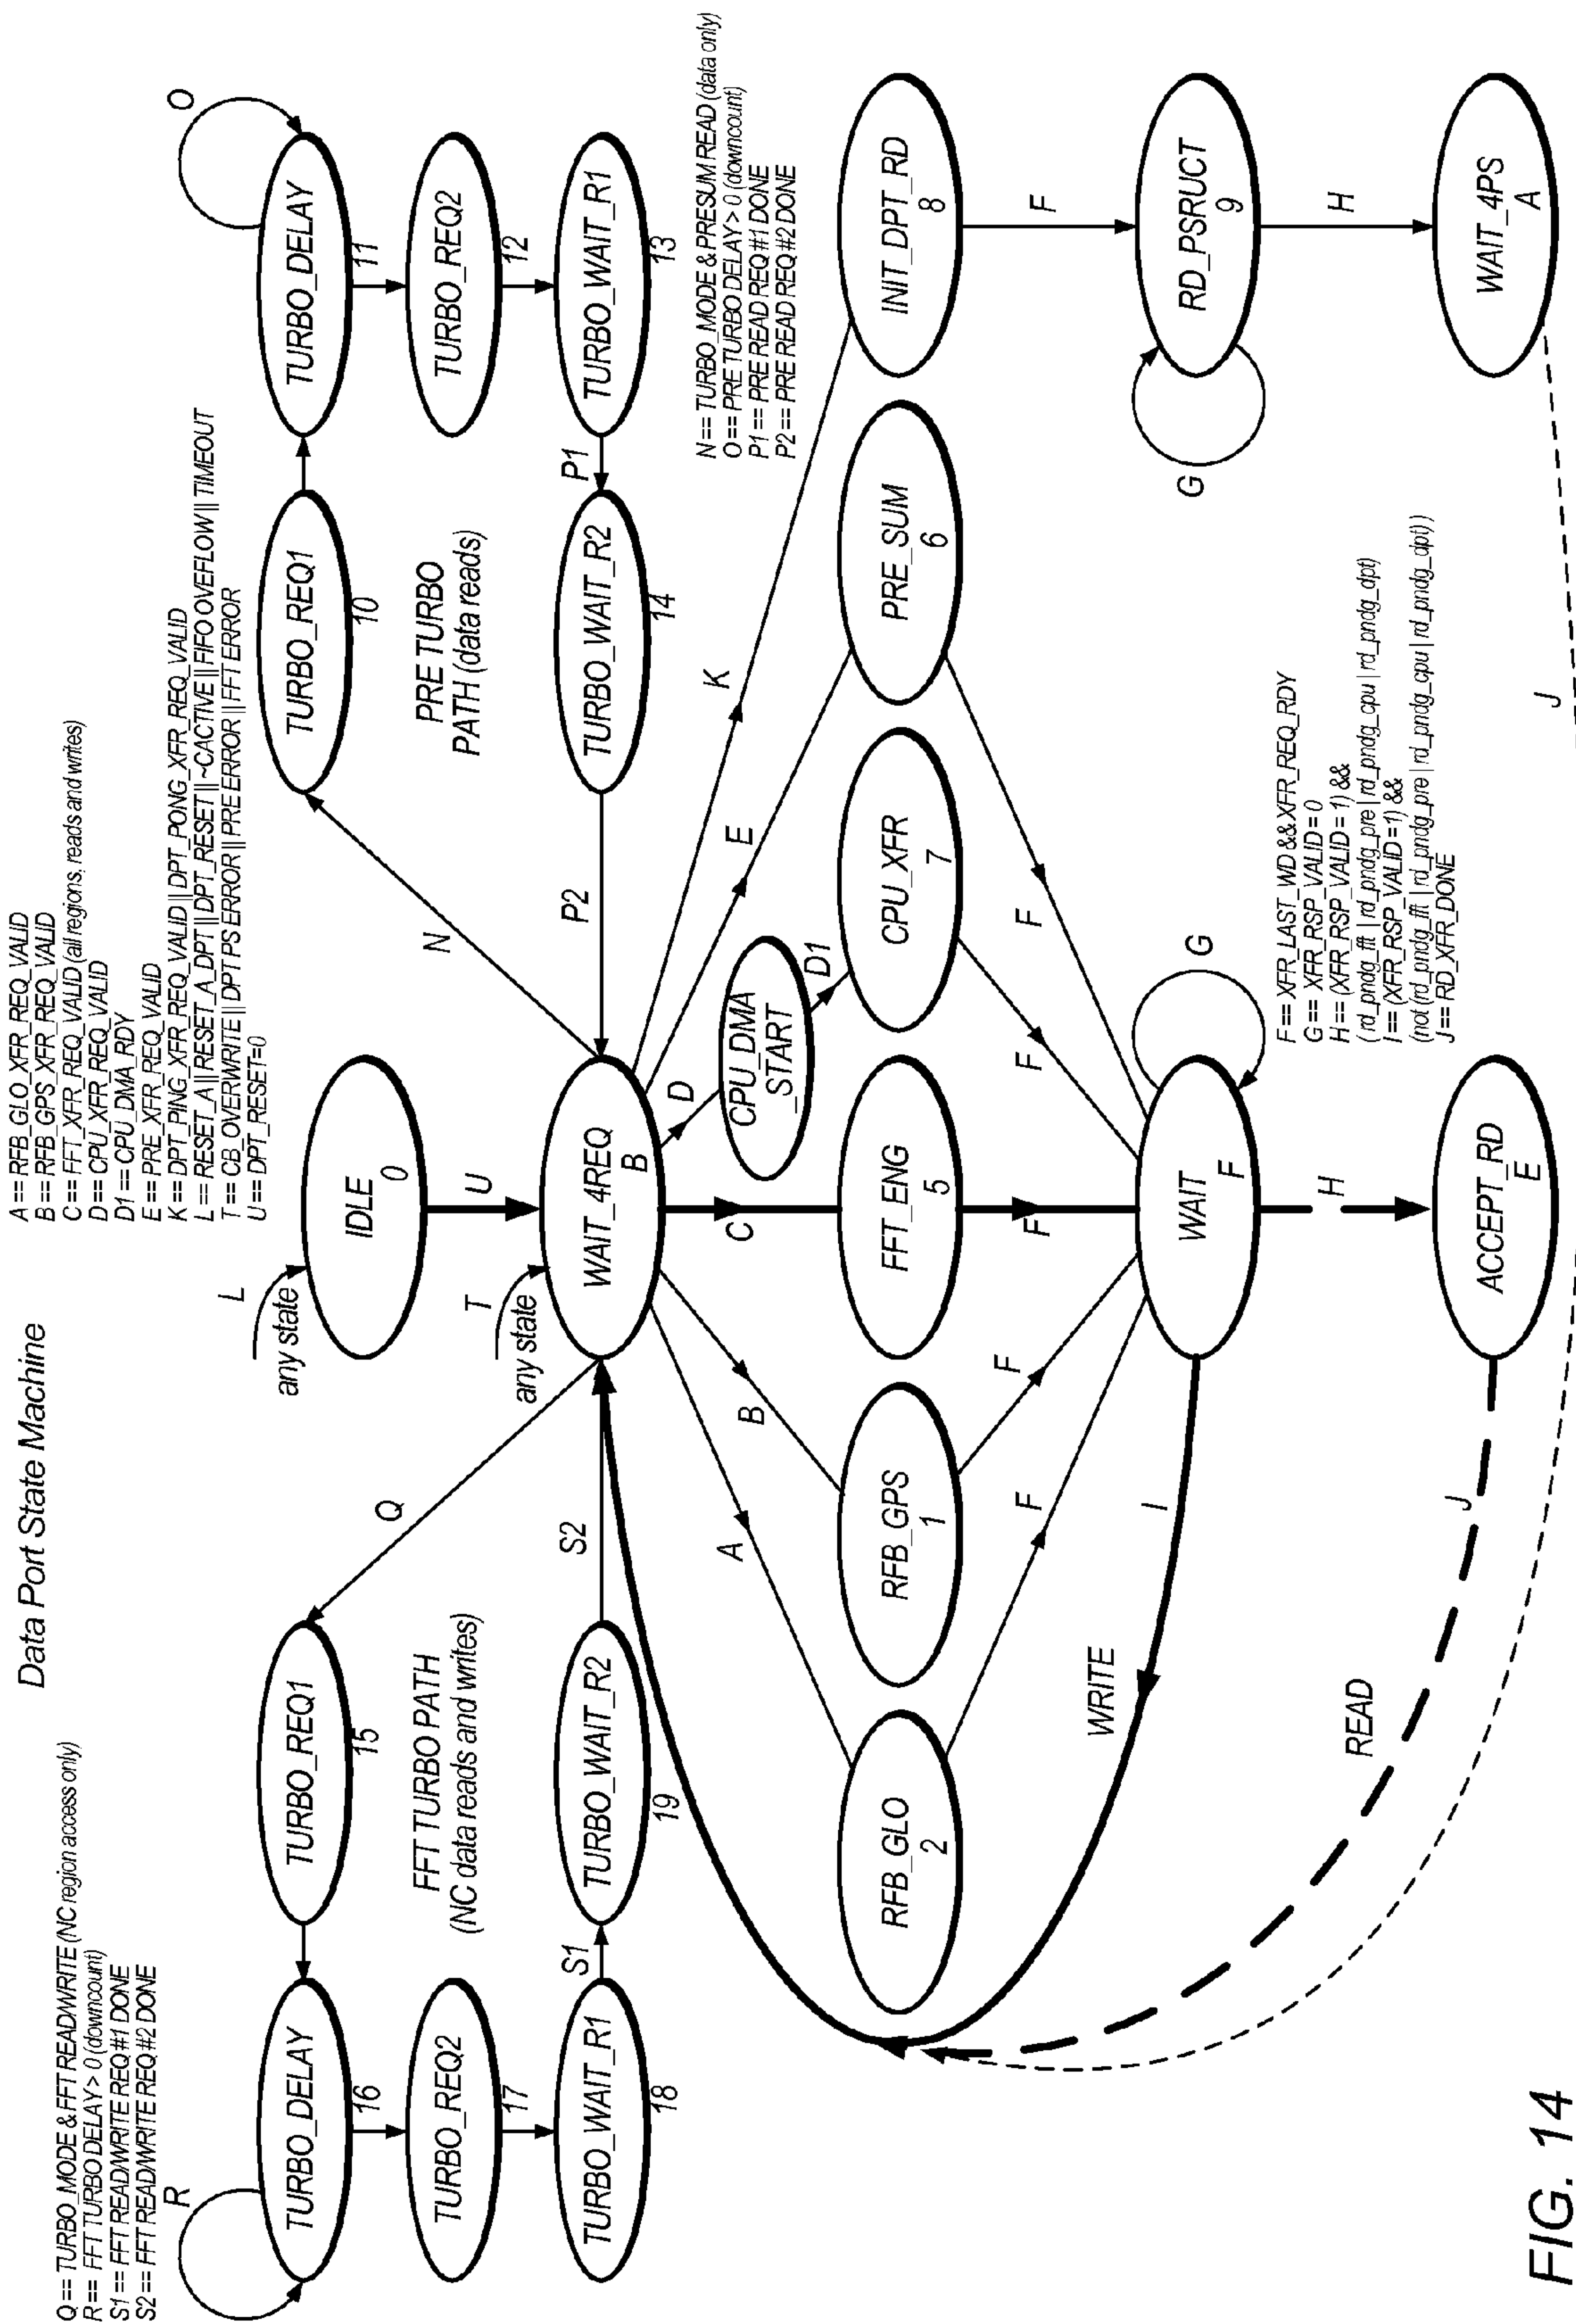 Data Port State Machine
Q == TURBO_MODE & FFT READ/WRITE (NC region access only)
R == FFT TURBO DELAY > 0 (downcount)
S1 == FFT READ/WRITE REQ #1 DONE
S2 == FFT READ/WRITE REQ #2 DONE
A == RFB_GLO_XFR_REQ_VALID
B == RFB_GPS_XFR_REQ_VALID
C == FFT_XFR_REQ_VALID (all regions, reads and writes)
D == CPU_XFR_REQ_VALID
D1 == CPU_DMA_RDY
E == PRE_XFR_REQ_VALID
K == DPT_PING_XFR_REQ_VALID || DPT_PONG_XFR_REQ_VALID
L == RESET_A || RESET_A_DPT || DPT_RESET || ~CACTIVE || FIFO OVEFLOW || TIMEOUT
T == CB_OVERWRITE || DPT PS ERROR || PRE ERROR || FFT ERROR
U == DPT_RESET=0
R
TURBO_DELAY
16
TURBO_REQ1
15
TURBO_REQ2
17
FFT TURBO PATH
(NC data reads and writes)
TURBO_WAIT_R1
18
S1
TURBO_WAIT_R2
19
S2
Q
L
any state
IDLE
0
U
T
any state
WAIT_4REQ
B
N
P2
TURBO_REQ1
10
TURBO_DELAY
11
O
PRE TURBO
PATH (data reads)
TURBO_REQ2
12
TURBO_WAIT_R2
14
P1
TURBO_WAIT_R1
13
N == TURBO_MODE & PRESUM READ (data only)
O == PRE TURBO DELAY > 0 (downcount)
P1 == PRE READ REQ #1 DONE
P2 == PRE READ REQ #2 DONE
A
B
C
D
E
K
CPU_DMA
_START
D1
RFB_GLO
2
RFB_GPS
1
FFT_ENG
5
CPU_XFR
7
PRE_SUM
6
INIT_DPT_RD
8
F
F
F
F
F
F
WRITE
I
WAIT
F
G
G
RD_PSRUCT
9
F == XFR_LAST_WD && XFR_REQ_RDY
G == XFR_RSP_VALID = 0
H == (XFR_RSP_VALID = 1) &&
( rd_pndg_fft | rd_pndg_pre | rd_pndg_cpu | rd_pndg_dpt)
I == (XFR_RSP_VALID =1) &&
(not (rd_pndg_fft | rd_pndg_pre | rd_pndg_cpu | rd_pndg_dpt) )
J == RD_XFR_DONE
H
H
READ
J
ACCEPT_RD
E
J
WAIT_4PS
A
FIG. 14